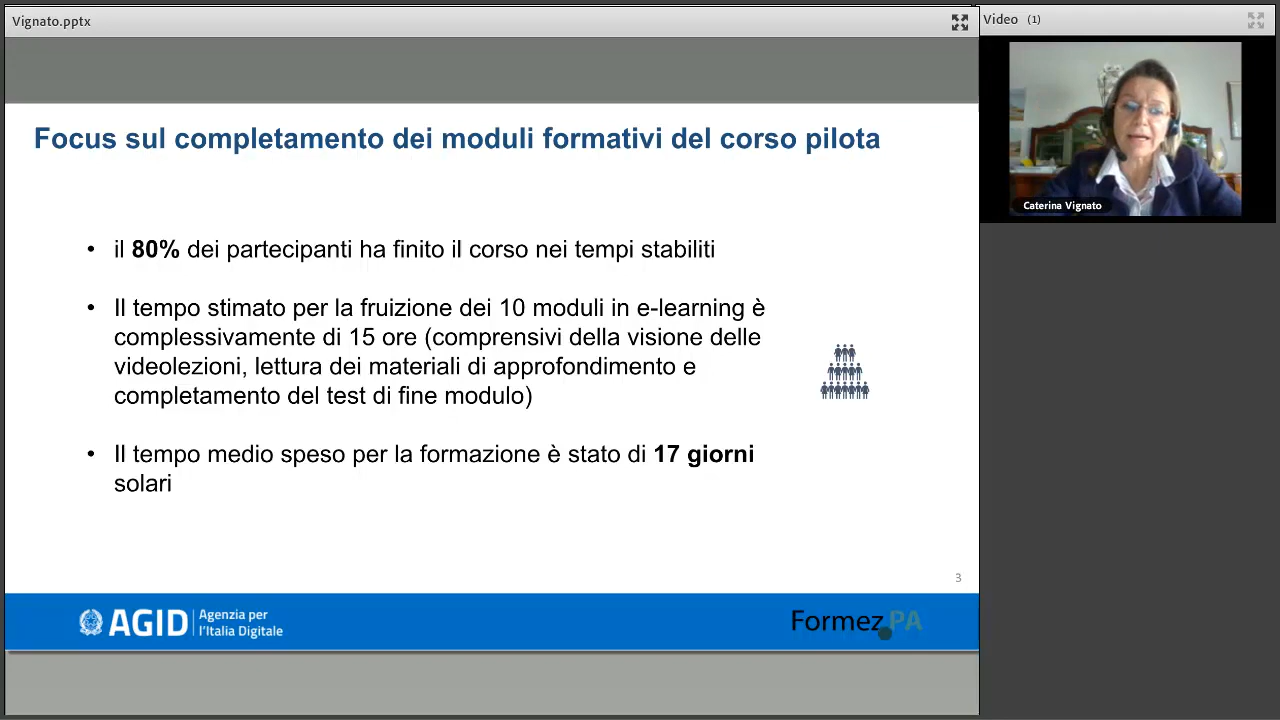 Vignato.pptx
Video (1)
Caterina Vignato
Focus sul completamento dei moduli formativi del corso pilota
• il 80% dei partecipanti ha finito il corso nei tempi stabiliti
• Il tempo stimato per la fruizione dei 10 moduli in e-learning è
complessivamente di 15 ore (comprensivi della visione delle
videolezioni, lettura dei materiali di approfondimento e
completamento del test di fine modulo)
• Il tempo medio speso per la formazione è stato di 17 giorni
solari
3
AGID
Agenzia per
l'Italia Digitale
Formez PA